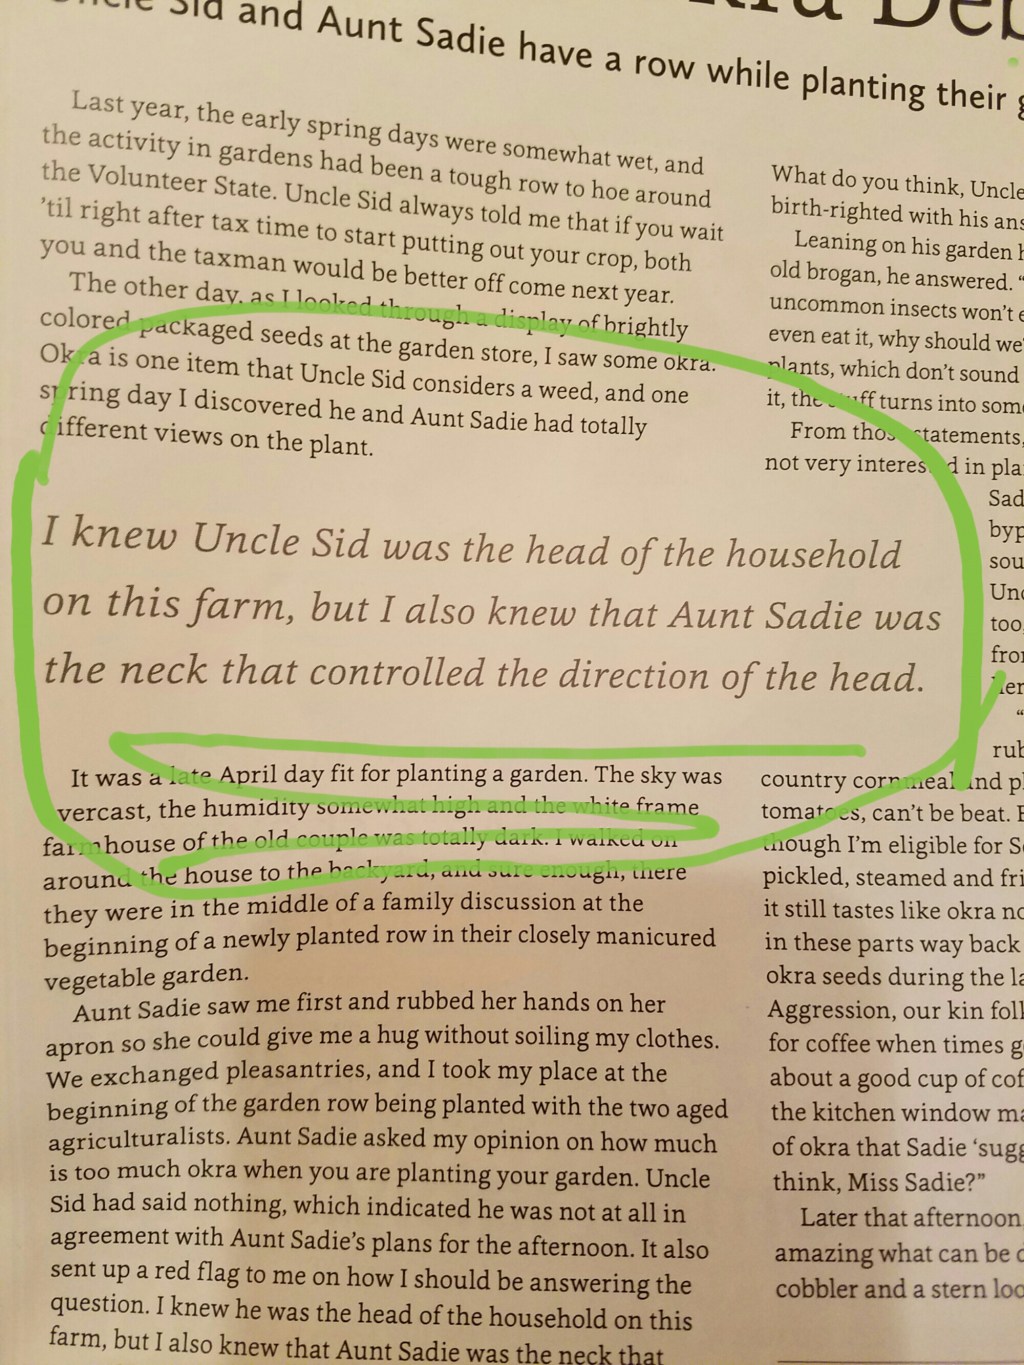 Uncle Sid and Aunt Sadie have a row while planting their
Last year, the early spring days were somewhat wet, and
the activity in gardens had been a tough row to hoe around
the Volunteer State. Uncle Sid always told me that if you wait
’til right after tax time to start putting out your crop, both
you and the taxman would be better off come next year.
The other day, as I looked through a display of brightly
colored packaged seeds at the garden store, I saw some okra.
Okra is one item that Uncle Sid considers a weed, and one
spring day I discovered he and Aunt Sadie had totally
different views on the plant.
I knew Uncle Sid was the head of the household
on this farm, but I also knew that Aunt Sadie was
the neck that controlled the direction of the head.
It was a late April day fit for planting a garden. The sky was
vercast, the humidity somewhat high and the white frame
farmhouse of the old couple was totally dark. I walked on
around the house to the backyard, and sure enough, there
they were in the middle of a family discussion at the
beginning of a newly planted row in their closely manicured
vegetable garden.
Aunt Sadie saw me first and rubbed her hands on her
apron so she could give me a hug without soiling my clothes.
We exchanged pleasantries, and I took my place at the
beginning of the garden row being planted with the two aged
agriculturalists. Aunt Sadie asked my opinion on how much
is too much okra when you are planting your garden. Uncle
Sid had said nothing, which indicated he was not at all in
agreement with Aunt Sadie’s plans for the afternoon. It also
sent up a red flag to me on how I should be answering the
question. I knew he was the head of the household on this
farm, but I also knew that Aunt Sadie was the neck that
What do you think, Uncle
birth-righted with his
Leaning on his garden
old brogan, he answered. “
uncommon insects won’t
even eat it, why should
plants, which don’t sound
it, the stuff turns into
From those statements,
not very interested in
country cornmeal and
tomatoes, can’t be beat.
though I’m eligible for
pickled, steamed and
it still tastes like okra
in these parts way back
okra seeds during the
Aggression, our kin
for coffee when times
about a good cup of
the kitchen window
of okra that Sadie
think, Miss Sadie?”
Later that afternoon
amazing what can be
cobbler and a stern